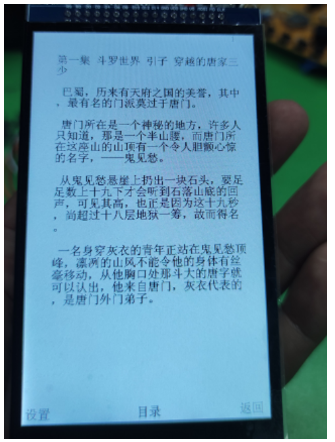 第一集 斗罗世界 引子 穿越的唐家三
少
巴蜀，历来有天府之国的美誉，其中
，最有名的门派莫过于唐门。
唐门所在是一个神秘的地方，许多人
只知道，那是一个半山腰，而唐门所
在这座山的山顶有一个令人胆颤心惊
的名字，——鬼见愁。
从鬼见愁悬崖上扔出一块石头，要足
足数上十九下才会听到石落山底的回
声，可见其高，也正是因为这十九秒
，尚超过十八层地狱一筹，故而得名
。
一名身穿灰衣的青年正站在鬼见愁顶
峰，凛冽的山风不能令他的身体有丝
毫移动，从他胸口处那斗大的唐字就
可以认出，他来自唐门，灰衣代表的
，是唐门外门弟子。
设置 目录 返回